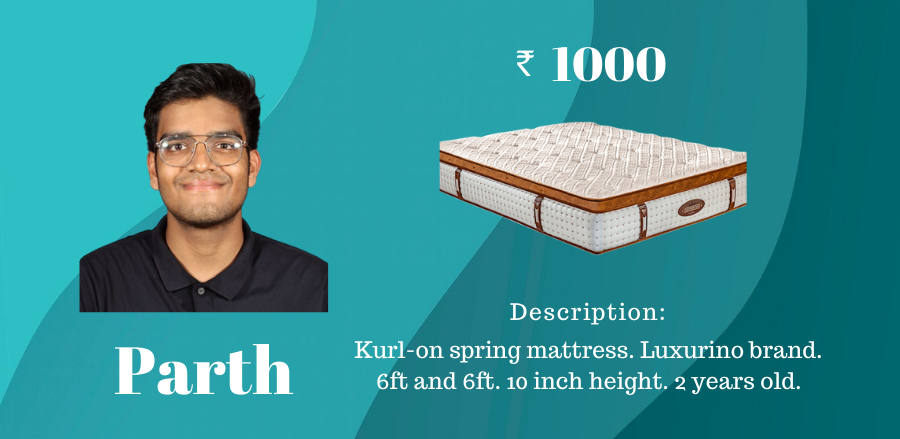 ₹ 1000
Description:
Kurl-on spring mattress. Luxurino brand.
6ft and 6ft. 10 inch height. 2 years old.
Parth